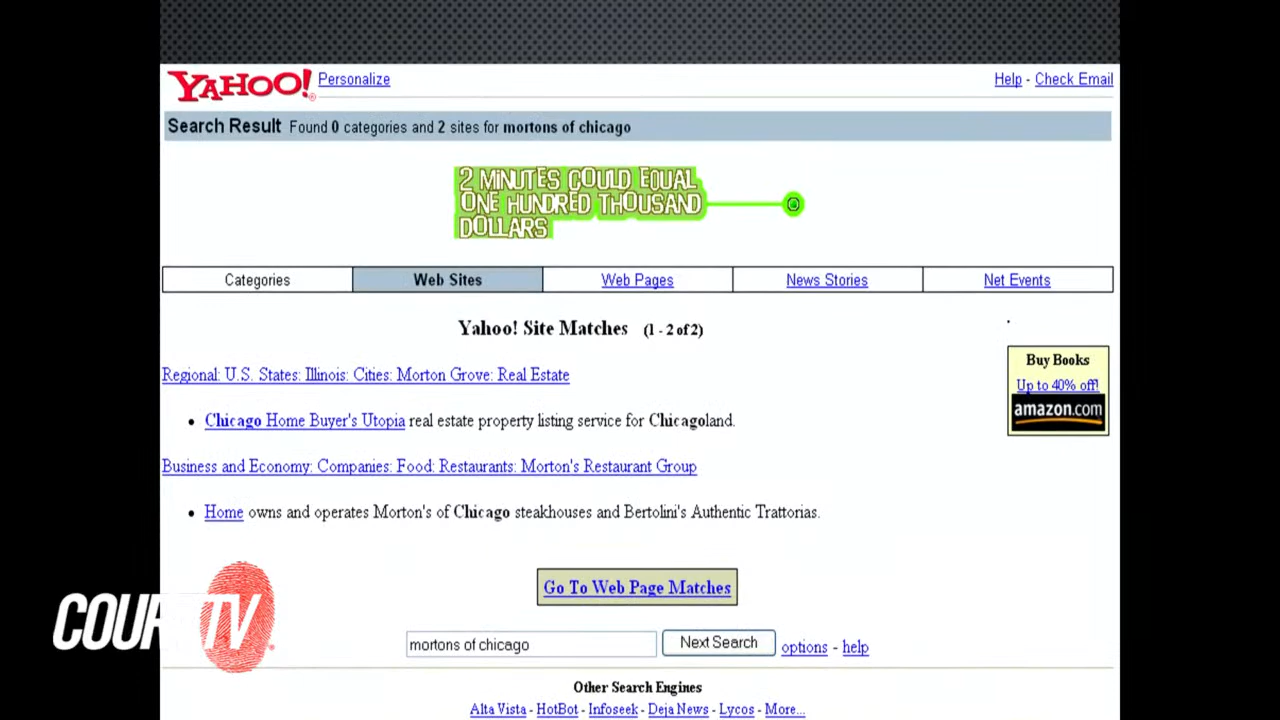 YAHOO! Personalize
Help - Check Email
Search Result Found 0 categories and 2 sites for mortons of chicago
2 MINUTES COULD EQUAL
ONE HUNDRED THOUSAND
DOLLARS
Categories Web Sites Web Pages News Stories Net Events
Yahoo! Site Matches (1 - 2 of 2)
Regional: U.S. States: Illinois: Cities: Morton Grove: Real Estate
Chicago Home Buyer's Utopia real estate property listing service for Chicagoland.
Business and Economy: Companies: Food: Restaurants: Morton's Restaurant Group
Home owns and operates Morton's of Chicago steakhouses and Bertolini's Authentic Trattorias.
Buy Books
Up to 40% off!
amazon.com
Go To Web Page Matches
mortons of chicago Next Search options - help
Other Search Engines
Alta Vista - HotBot - Infoseek - Deja News - Lycos - More...
COURT TV